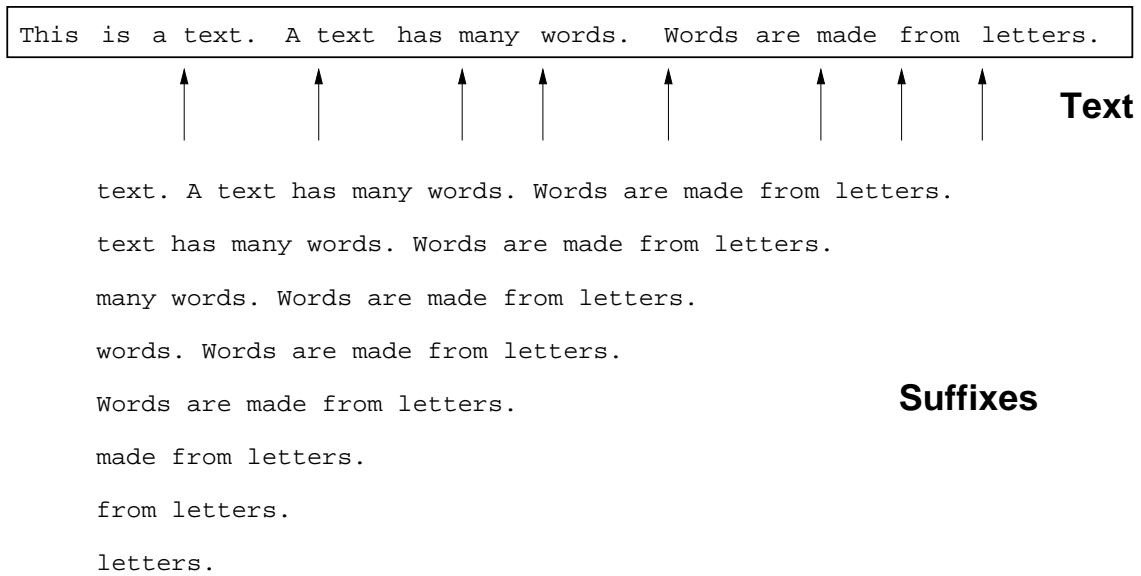 This is a text. A text has many words. Words are made from letters.
Text
text. A text has many words. Words are made from letters.
text has many words. Words are made from letters.
many words. Words are made from letters.
words. Words are made from letters.
Words are made from letters.
Suffixes
made from letters.
from letters.
letters.